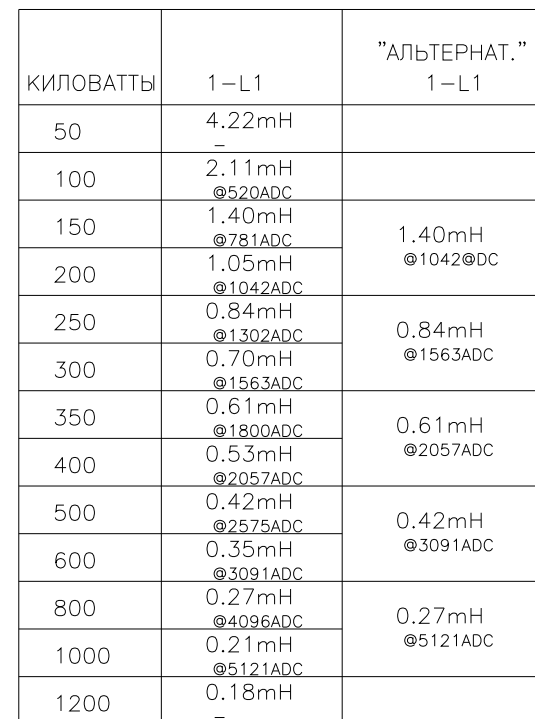 "АЛЬТЕРНАТ."
КИЛОВАТТЫ 1-L1 1-L1
50 4.22mH
–
100 2.11mH
@520ADC
150 1.40mH
@781ADC
1.40mH
@1042@DC
200 1.05mH
@1042ADC
250 0.84mH
@1302ADC
0.84mH
@1563ADC
300 0.70mH
@1563ADC
350 0.61mH
@1800ADC
0.61mH
@2057ADC
400 0.53mH
@2057ADC
500 0.42mH
@2575ADC
0.42mH
@3091ADC
600 0.35mH
@3091ADC
800 0.27mH
@4096ADC
0.27mH
@5121ADC
1000 0.21mH
@5121ADC
1200 0.18mH
–